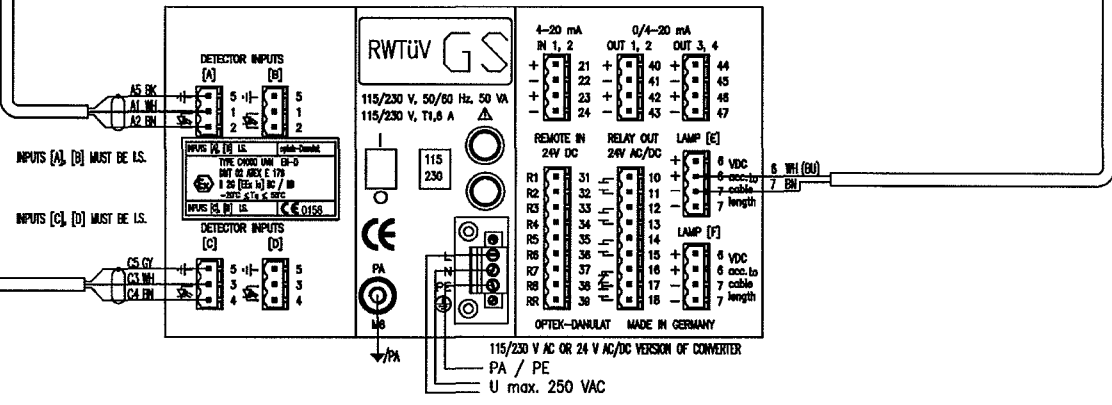 RWTüV GS
115/230 V, 50/60 Hz, 50 VA
115/230 V, T1,6 A
115
230
CE
PA
M6
/PA
DETECTOR INPUTS
[A] [B]
A5 BK
A1 WH
A2 BN
5 5
1 1
2 2
INPUTS [A], [B] MUST BE I.S.
INPUTS [A], [B] I.S. optek-Danulat
TYPE C4000 EN-D
02 ATEX E 178
Ex
II 2G [EEx ia] IIC / IIB
-20°C ≤ Ta ≤ 55°C
INPUTS [C], [D] I.S. CE 0158
INPUTS [C], [D] MUST BE I.S.
DETECTOR INPUTS
[C] [D]
C5 GY
C3 WH
C4 BN
5 5
3 3
4 4
L
N
PE
4-20 mA 0/4-20 mA
IN 1, 2 OUT 1, 2 OUT 3, 4
+ 21 + 40 + 44
- 22 - 41 - 45
+ 23 + 42 + 46
- 24 - 43 - 47
REMOTE IN RELAY OUT LAMP [E]
24V DC 24V AC/DC
R1 31 10
R2 32 11
R3 33 12
R4 34 13
R5 35 14
R6 36 15
R7 37 16
R8 38 17
RR 39 18
+ 6 VDC
+ 6 acc. to
- 7 cable
- 7 length
6 WH (BU)
7 BN
LAMP [F]
+ 6 VDC
+ 6 acc. to
- 7 cable
- 7 length
OPTEK-DANULAT MADE IN GERMANY
115/230 V AC OR 24 V AC/DC VERSION OF CONVERTER
PA / PE
U max. 250 VAC